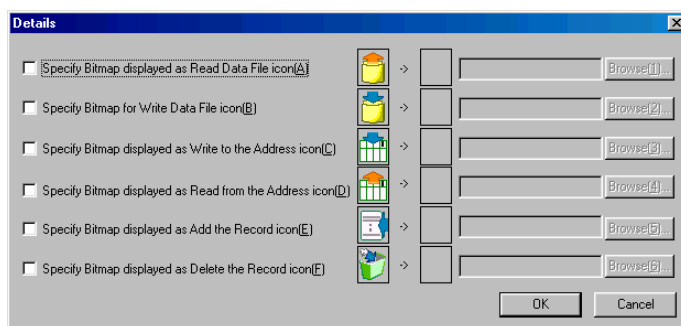 Details
Specify Bitmap displayed as Read Data File icon(A) -> Browse(1)...
Specify Bitmap for Write Data File icon(B) -> Browse(2)...
Specify Bitmap displayed as Write to the Address icon(C) -> Browse(3)...
Specify Bitmap displayed as Read from the Address icon(D) -> Browse(4)...
Specify Bitmap displayed as Add the Record icon(E) -> Browse(5)...
Specify Bitmap displayed as Delete the Record icon(F) -> Browse(6)...
OK Cancel